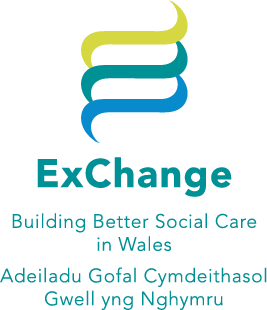 ExChange
Building Better Social Care
in Wales
Adeiladu Gofal Cymdeithasol
Gwell yng Nghymru